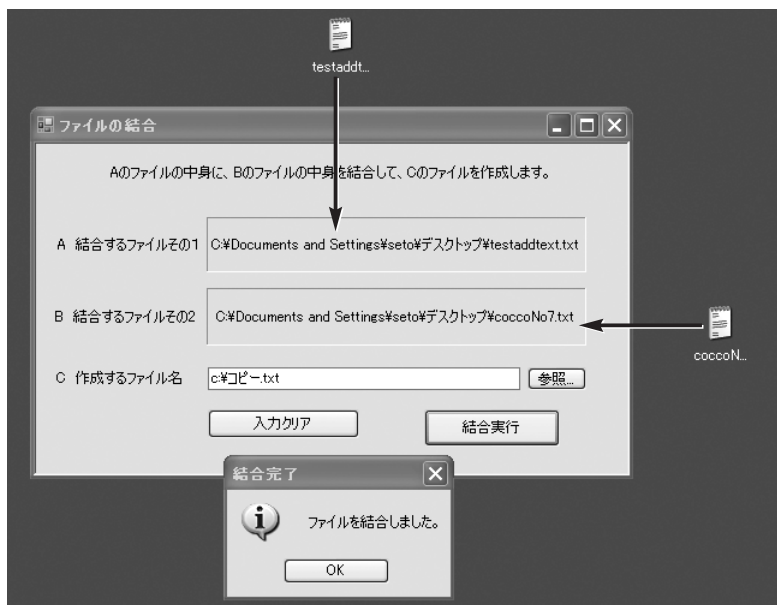 testaddt...
ファイルの結合
Aのファイルの中身に、Bのファイルの中身を結合して、Cのファイルを作成します。
A 結合するファイルその1 C:¥Documents and Settings¥seto¥デスクトップ¥testaddtext.txt
B 結合するファイルその2 C:¥Documents and Settings¥seto¥デスクトップ¥coccoNo7.txt
coccoN...
C 作成するファイル名 c:¥コピー.txt 参照...
入力クリア 結合実行
結合完了
ファイルを結合しました。
OK